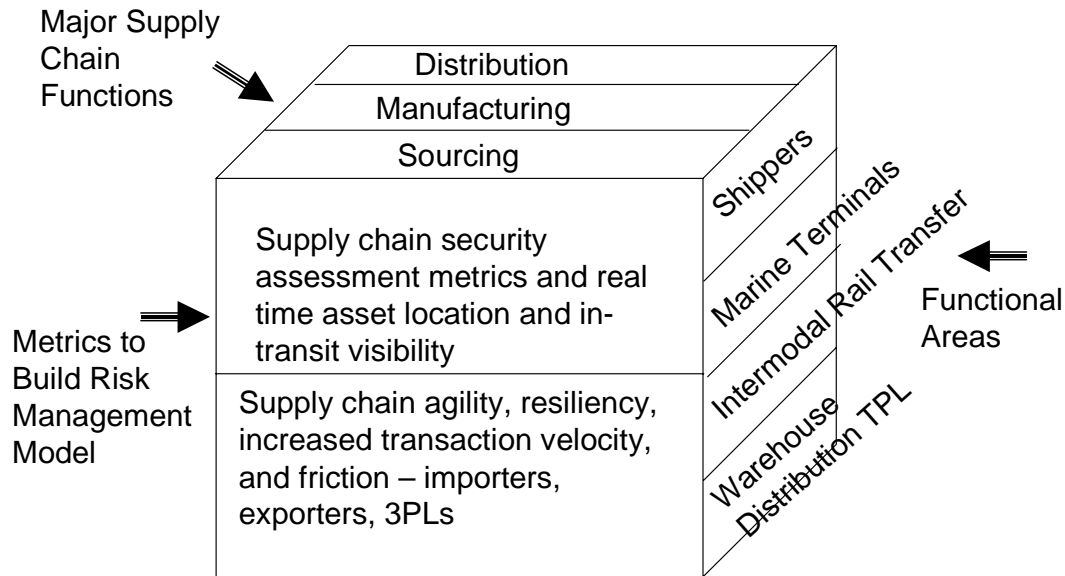 Major Supply
Chain
Functions
Distribution
Manufacturing
Sourcing
Shippers
Marine Terminals
Intermodal Rail Transfer
Warehouse
Distribution TPL
Functional
Areas
Supply chain security
assessment metrics and real
time asset location and in-
transit visibility
Metrics to
Build Risk
Management
Model
Supply chain agility, resiliency,
increased transaction velocity,
and friction – importers,
exporters, 3PLs